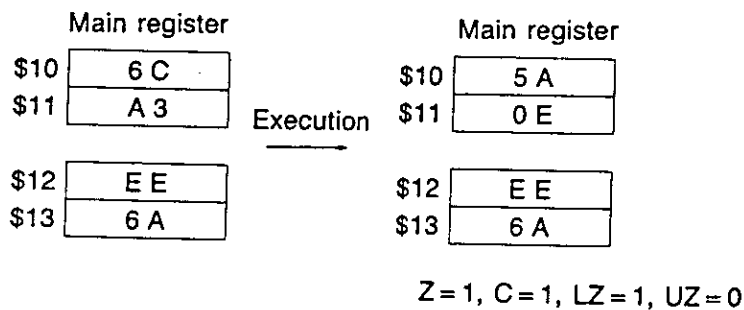 Main register
Main register
$10 6 C
$10 5 A
$11 A 3
$11 0 E
Execution
$12 E E
$12 E E
$13 6 A
$13 6 A
Z = 1, C = 1, LZ = 1, UZ = 0